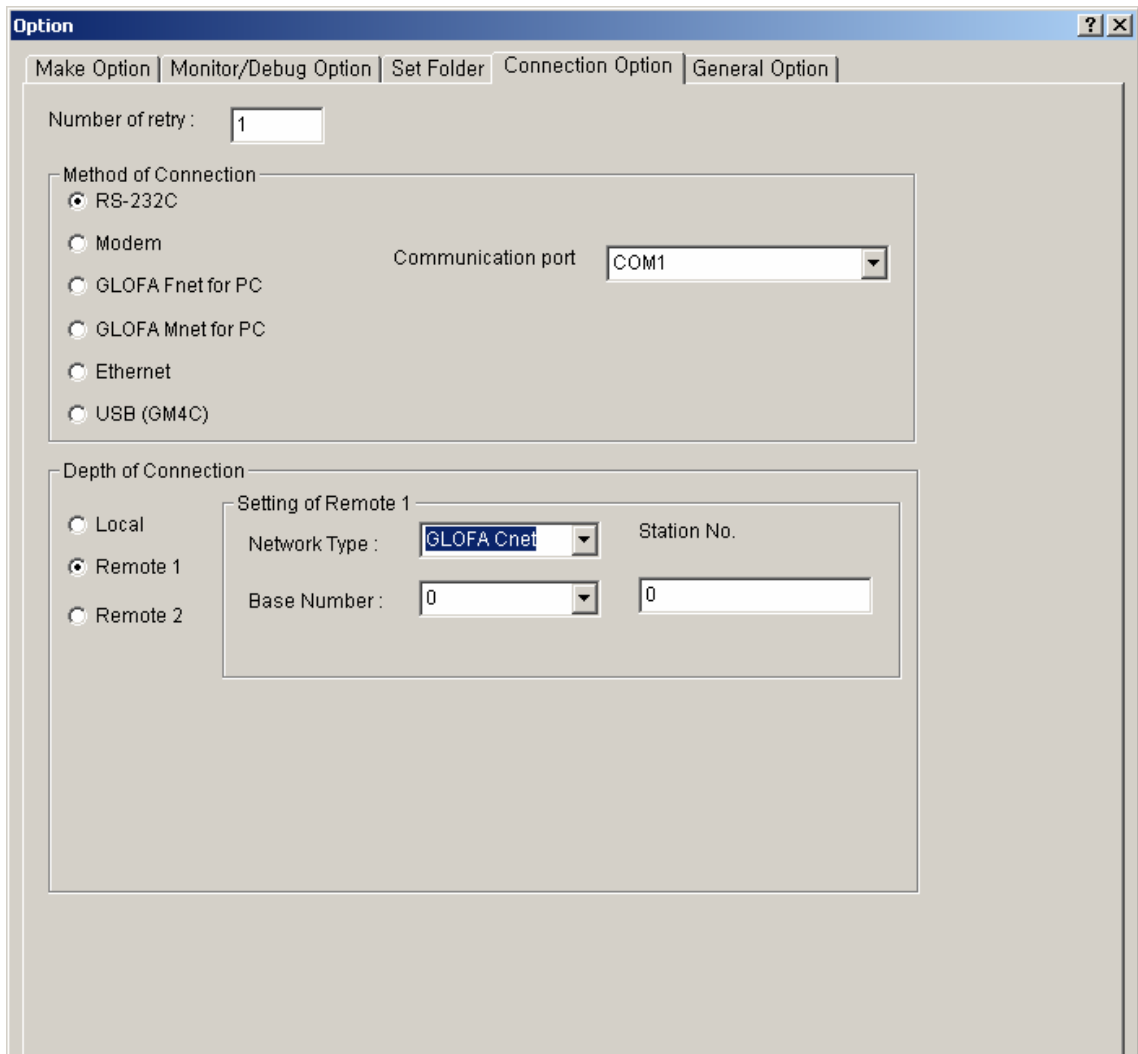 Option
Make Option Monitor/Debug Option Set Folder Connection Option General Option
Number of retry : 1
Method of Connection
RS-232C
Modem
Communication port COM1
GLOFA Fnet for PC
GLOFA Mnet for PC
Ethernet
USB (GM4C)
Depth of Connection
Setting of Remote 1
Local
Network Type : GLOFA Cnet Station No.
Remote 1
Base Number : 0 0
Remote 2